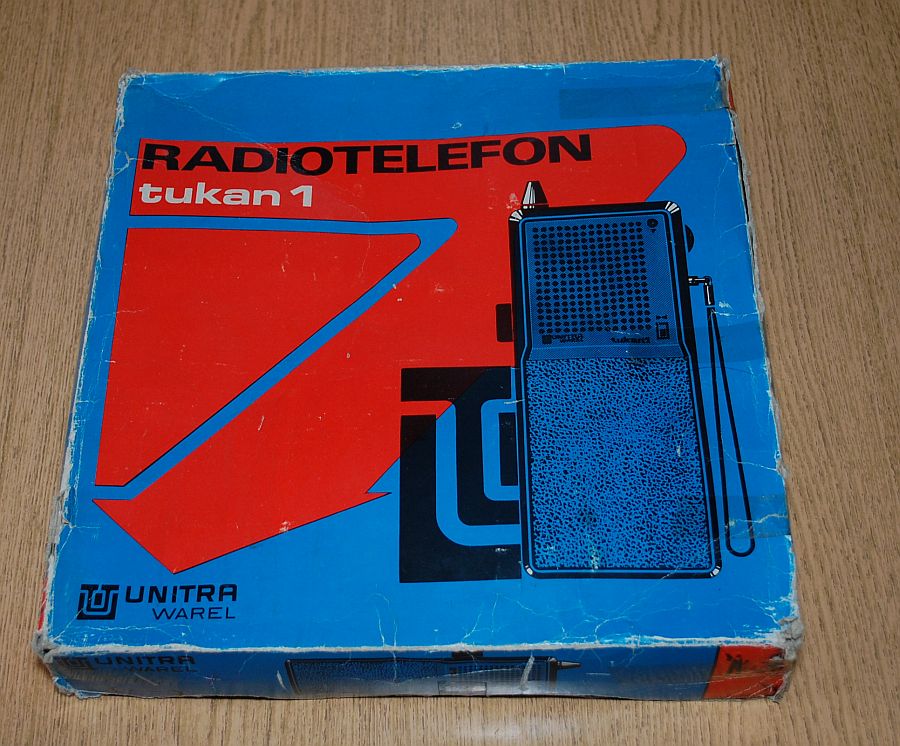 RADIOTELEFON
tukan 1
UNITRA
WAREL
UNITRA
WAREL